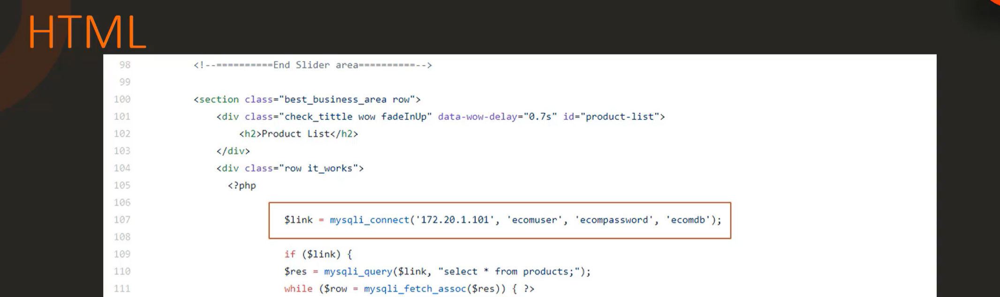 HTML
98 <!--==========End Slider area==========-->
99
100 <section class="best_business_area row">
101 <div class="check_tittle wow fadeInUp" data-wow-delay="0.7s" id="product-list">
102 <h2>Product List</h2>
103 </div>
104 <div class="row it_works">
105 <?php
106
107 $link = mysqli_connect('172.20.1.101', 'ecomuser', 'ecompassword', 'ecomdb');
108
109 if ($link) {
110 $res = mysqli_query($link, "select * from products;");
111 while ($row = mysqli_fetch_assoc($res)) { ?>